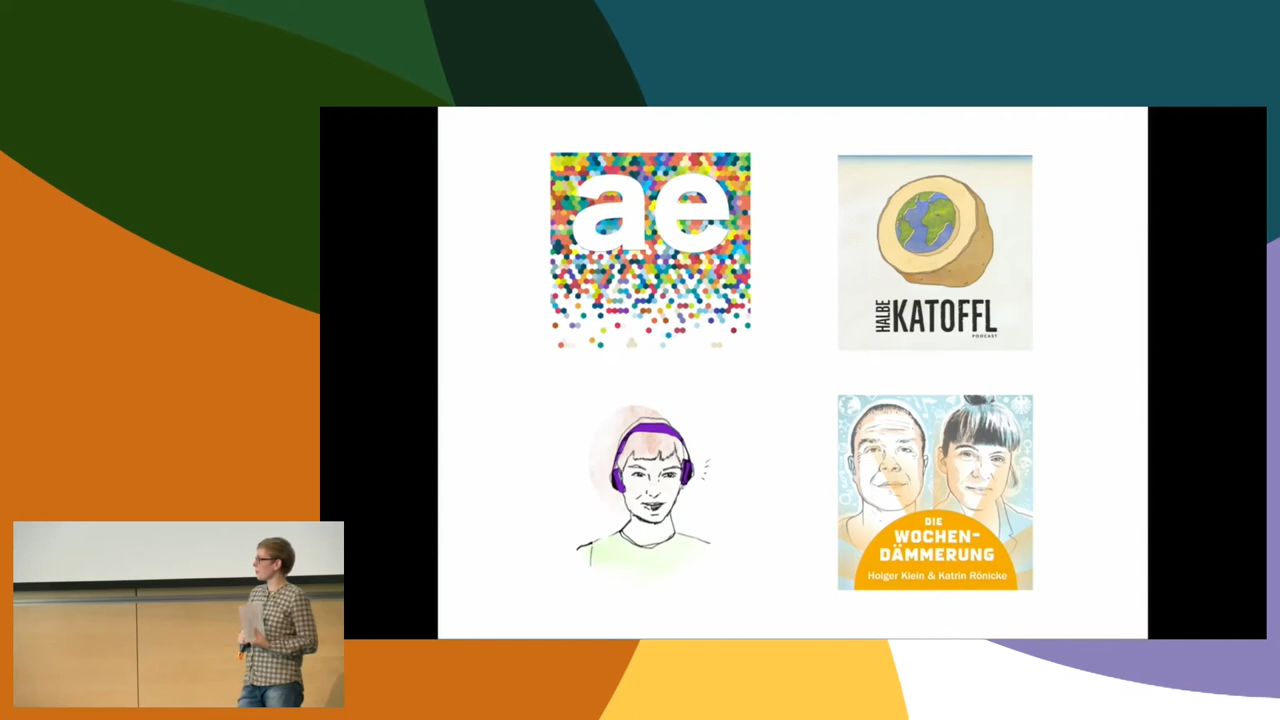 ae
HALBE
KATOFFL
PODCAST
DIE
WOCHEN-
DÄMMERUNG
Holger Klein & Katrin Rönicke